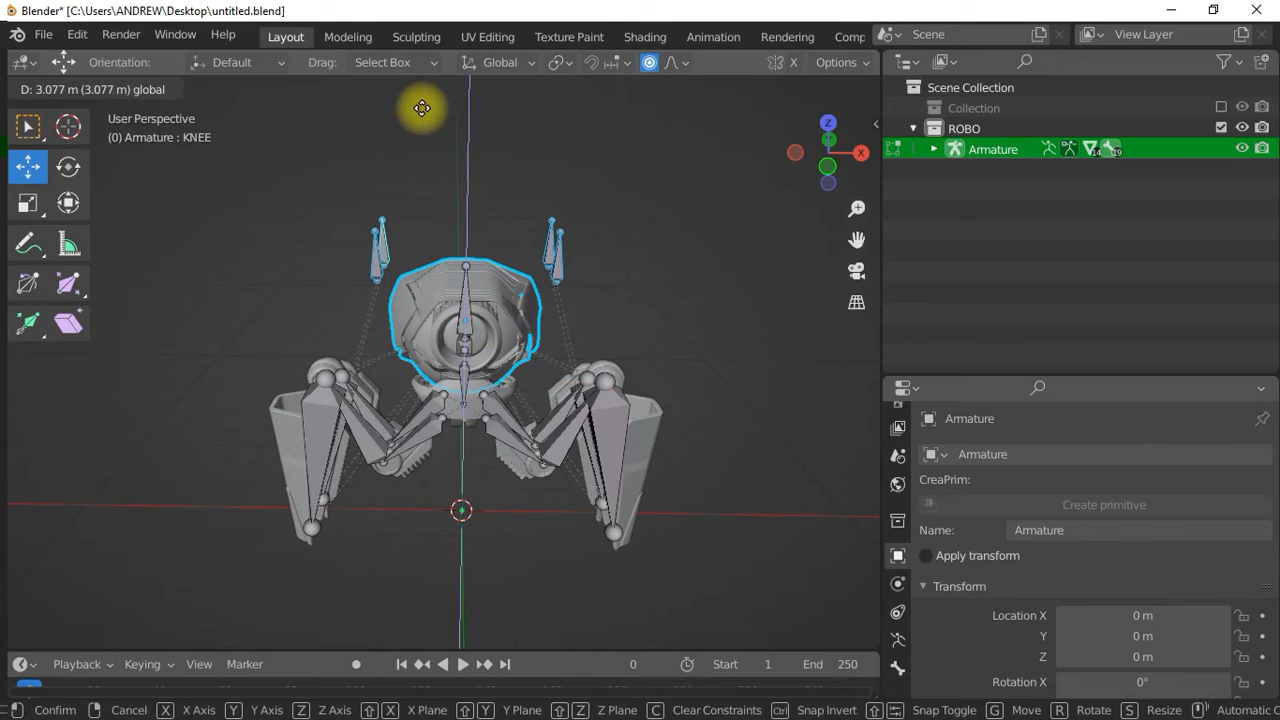 Blender* [C:\Users\ANDREW\Desktop\untitled.blend]
File Edit Render Window Help Layout Modeling Sculpting UV Editing Texture Paint Shading Animation Rendering Comp Scene View Layer
Orientation: Default Drag: Select Box Global X Options
D: 3.077 m (3.077 m) global
User Perspective
(0) Armature : KNEE
Z
X
Scene Collection
Collection
ROBO
Armature 14 19
Armature
Armature
CreaPrim:
Create primitive
Name: Armature
Apply transform
Transform
Location X 0 m
Y 0 m
Z 0 m
Rotation X 0°
Playback Keying View Marker 0 Start 1 End 250
Confirm Cancel X X Axis Y Y Axis Z Z Axis X X Plane Y Y Plane Z Z Plane C Clear Constraints Ctrl Snap Invert Snap Toggle G Move R Rotate S Resize Automatic C